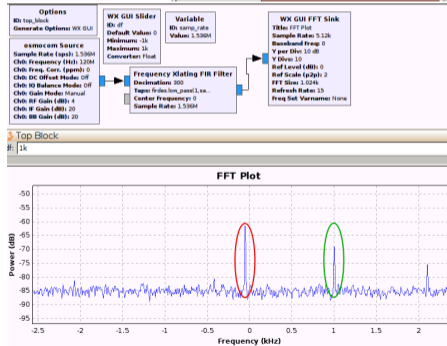 Options
ID: top_block
Generate Options: WX GUI
WX GUI Slider
ID: df
Default Value: 0
Minimum: -1k
Maximum: 1k
Converter: Float
Variable
ID: samp_rate
Value: 1.536M
WX GUI FFT Sink
Title: FFT Plot
Sample Rate: 5.12k
Baseband Freq: 0
Y per Div: 10 dB
Y Divs: 10
Ref Level (dB): 0
Ref Scale (p2p): 2
FFT Size: 1.024k
Refresh Rate: 15
Freq Set Varname: None
osmocom Source
Sample Rate (sps): 1.536M
Ch0: Frequency (Hz): 120M
Ch0: Freq. Corr. (ppm): 0
Ch0: DC Offset Mode: Off
Ch0: IQ Balance Mode: Off
Ch0: Gain Mode: Manual
Ch0: RF Gain (dB): 4
Ch0: IF Gain (dB): 20
Ch0: BB Gain (dB): 20
Frequency Xlating FIR Filter
Decimation: 300
Taps: firdes.low_pass(1,sa...
Center Frequency: 0
Sample Rate: 1.536M
Top Block
df: 1k
FFT Plot
Power (dB)
-50
-55
-60
-65
-70
-75
-80
-85
-90
-95
-2.5 -2 -1.5 -1 -0.5 0 0.5 1 1.5 2
Frequency (kHz)